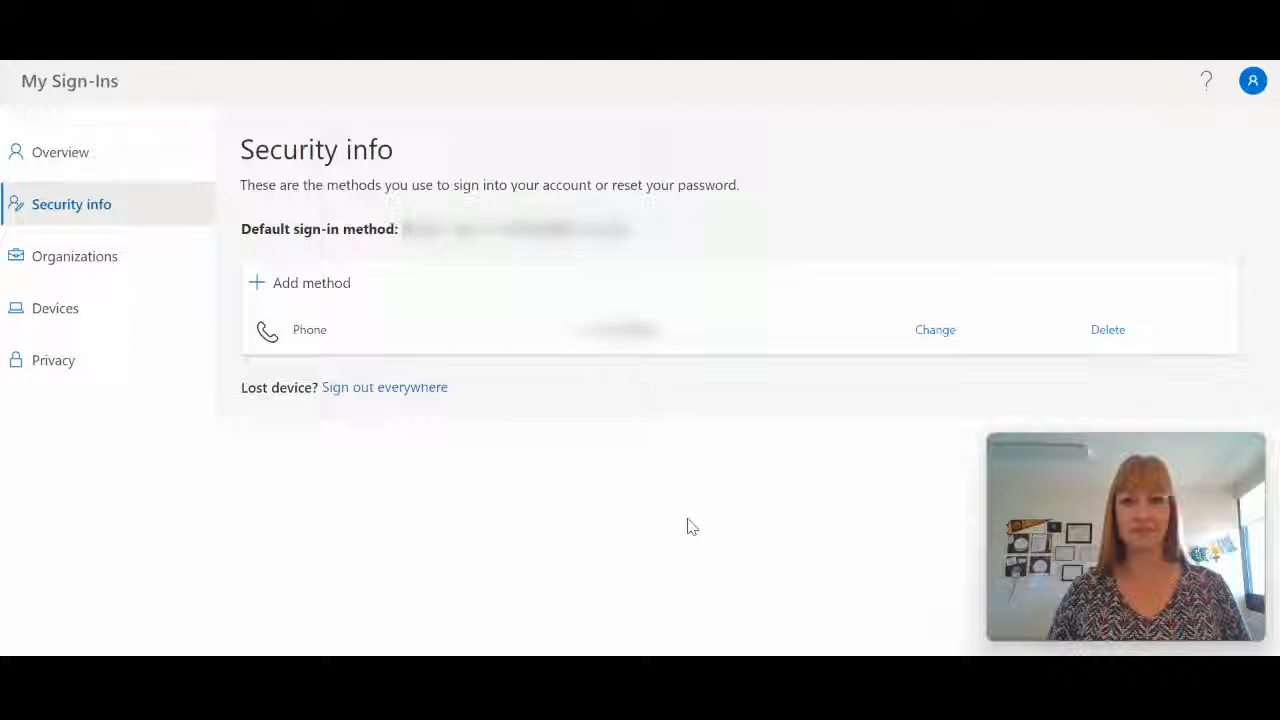 My Sign-Ins
?
Overview
Security info
Organizations
Devices
Privacy
Security info
These are the methods you use to sign into your account or reset your password.
Default sign-in method:
+ Add method
Phone Change Delete
Lost device? Sign out everywhere